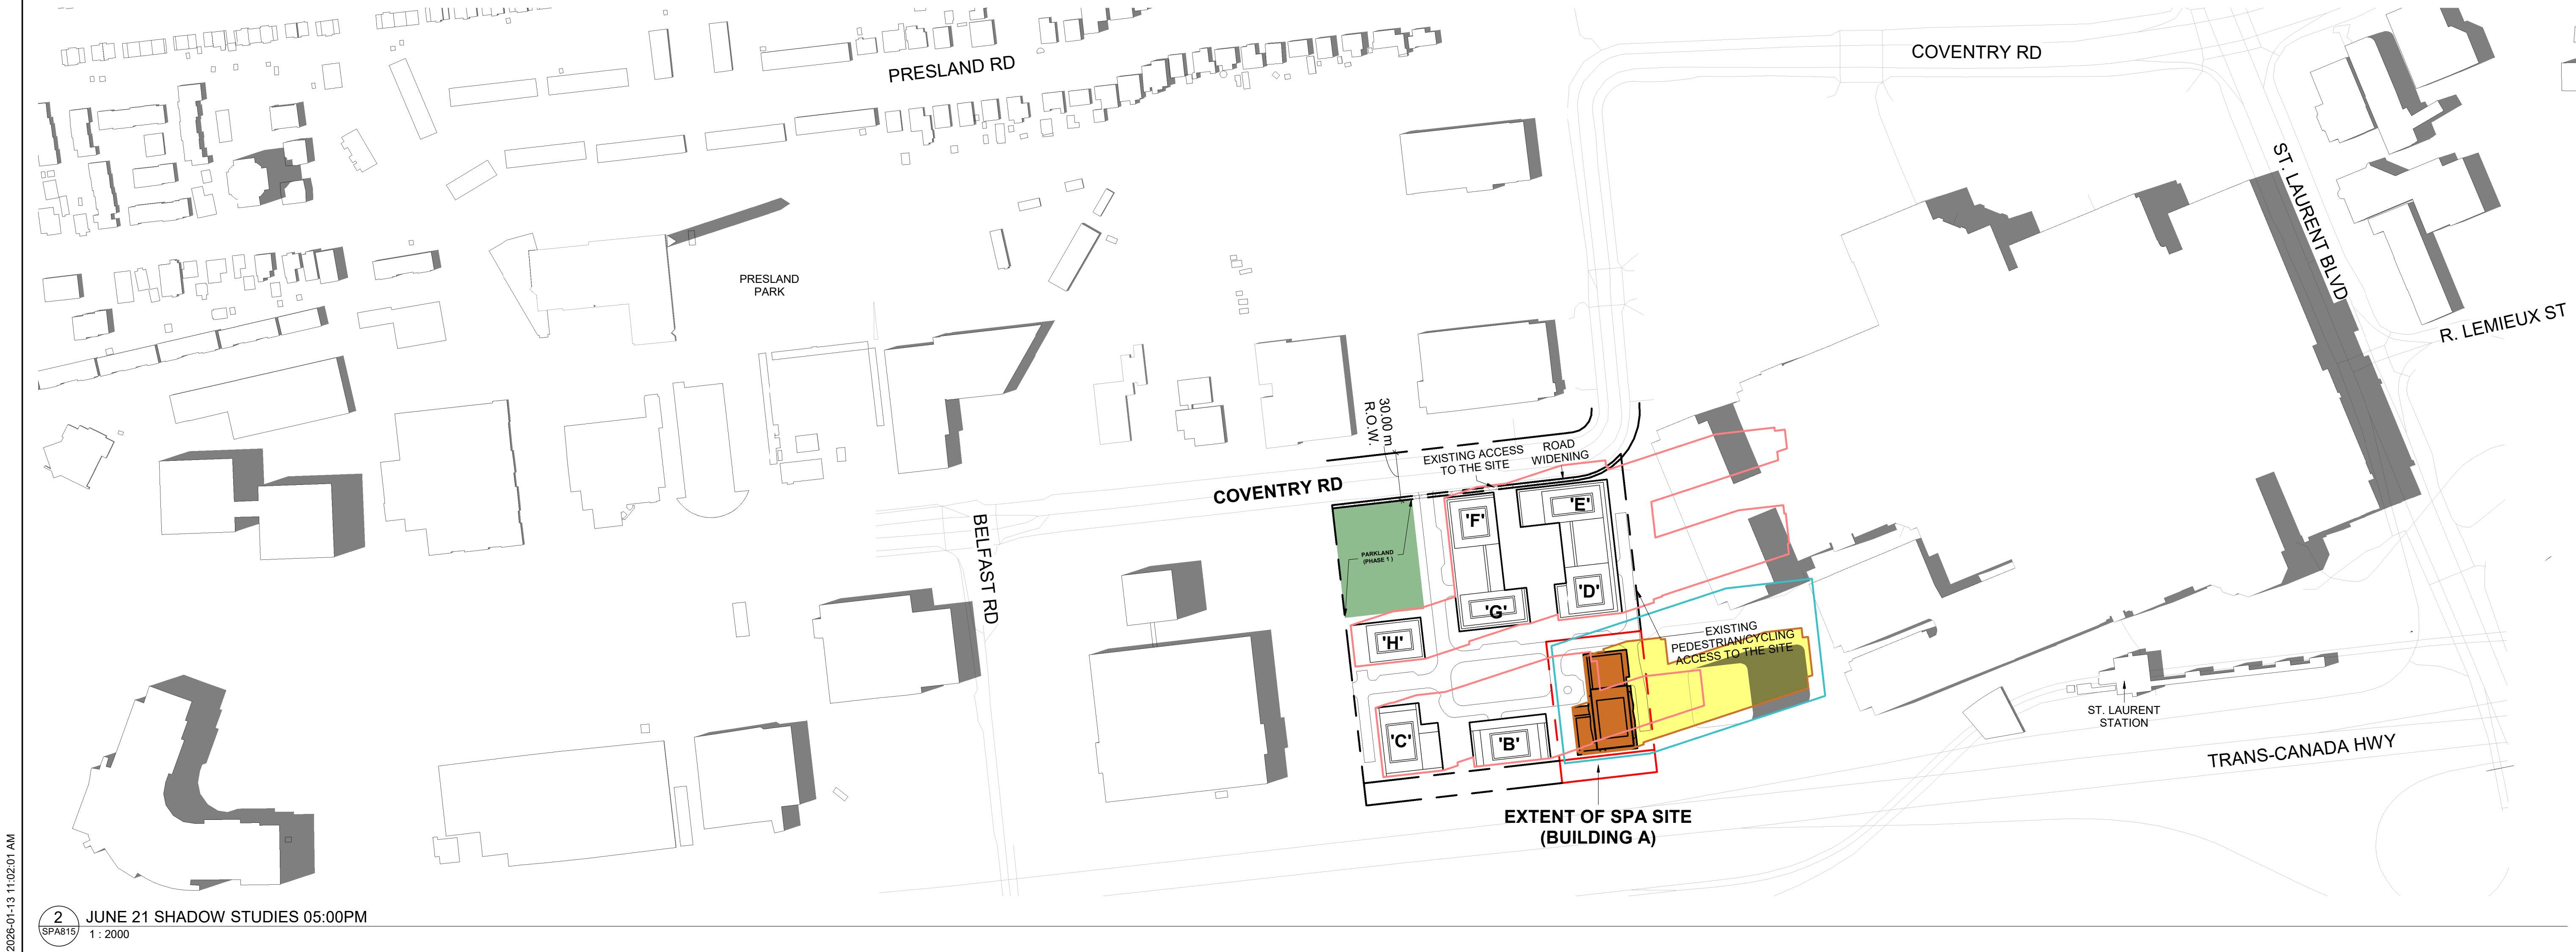 PRESLAND RD
COVENTRY RD
ST. LAURENT BLVD
R. LEMIEUX ST
PRESLAND
PARK
30.000 m
R.O.W.
EXISTING ACCESS
TO THE SITE
ROAD
WIDENING
COVENTRY RD
BELFAST RD
'E'
'F'
PARKLAND
(PHASE 1 )
'D'
'G'
'H'
EXISTING
PEDESTRIAN/CYCLING
ACCESS TO THE SITE
ST. LAURENT
STATION
'C'
'B'
TRANS-CANADA HWY
EXTENT OF SPA SITE
(BUILDING A)
2026-01-13 11:02:01 AM
2
SPA815
JUNE 21 SHADOW STUDIES 05:00PM
1 : 2000